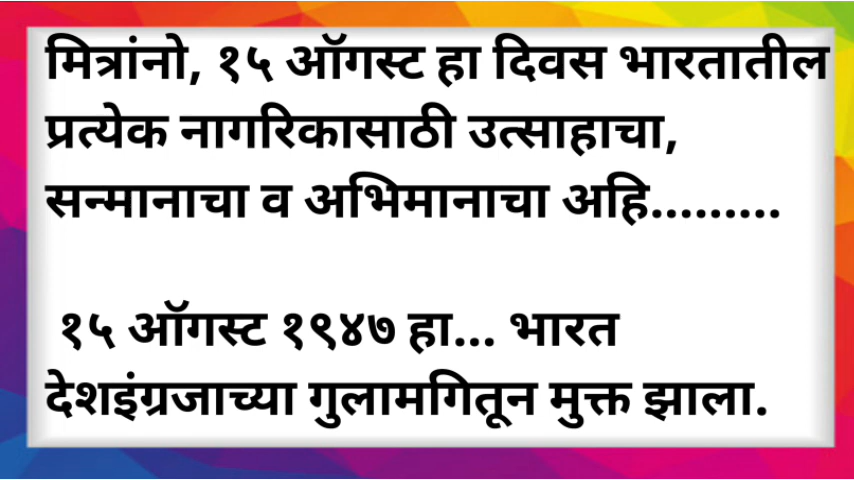 मित्रांनो, १५ ऑगस्ट हा दिवस भारतातील
प्रत्येक नागरिकासाठी उत्साहाचा,
सन्मानाचा व अभिमानाचा अहि.........
१५ ऑगस्ट १९४७ हा... भारत
देशइंग्रजाच्या गुलामगितून मुक्त झाला.